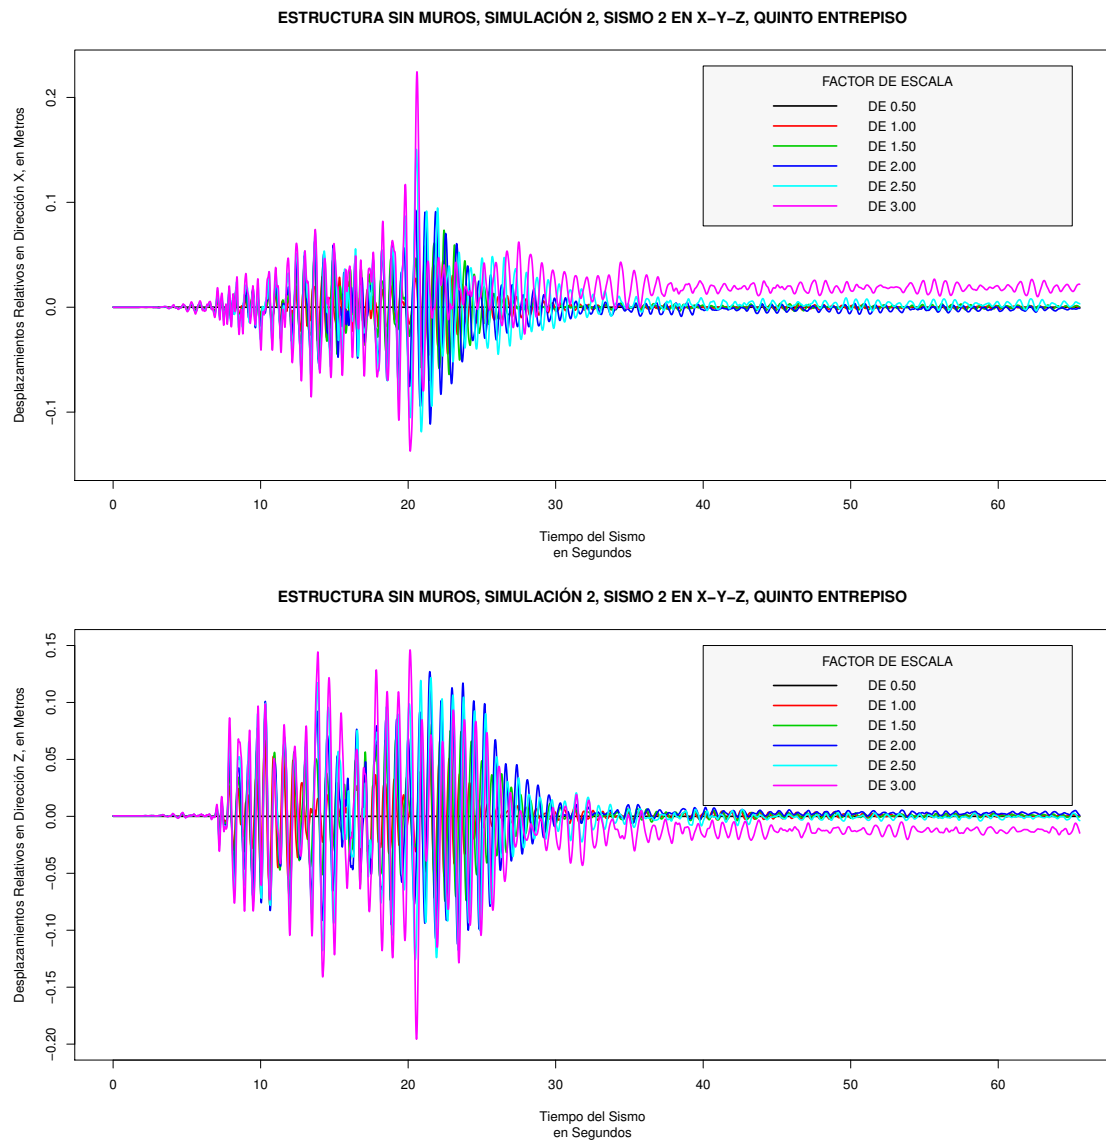 ESTRUCTURA SIN MUROS, SIMULACIÓN 2, SISMO 2 EN X−Y−Z, QUINTO ENTREPISO
Desplazamientos Relativos en Dirección X, en Metros
0.2
0.1
0.0
−0.1
FACTOR DE ESCALA
DE 0.50
DE 1.00
DE 1.50
DE 2.00
DE 2.50
DE 3.00
0 10 20 30 40 50 60
Tiempo del Sismo
en Segundos
ESTRUCTURA SIN MUROS, SIMULACIÓN 2, SISMO 2 EN X−Y−Z, QUINTO ENTREPISO
Desplazamientos Relativos en Dirección Z, en Metros
0.15
0.10
0.05
0.00
−0.05
−0.10
−0.15
−0.20
FACTOR DE ESCALA
DE 0.50
DE 1.00
DE 1.50
DE 2.00
DE 2.50
DE 3.00
0 10 20 30 40 50 60
Tiempo del Sismo
en Segundos